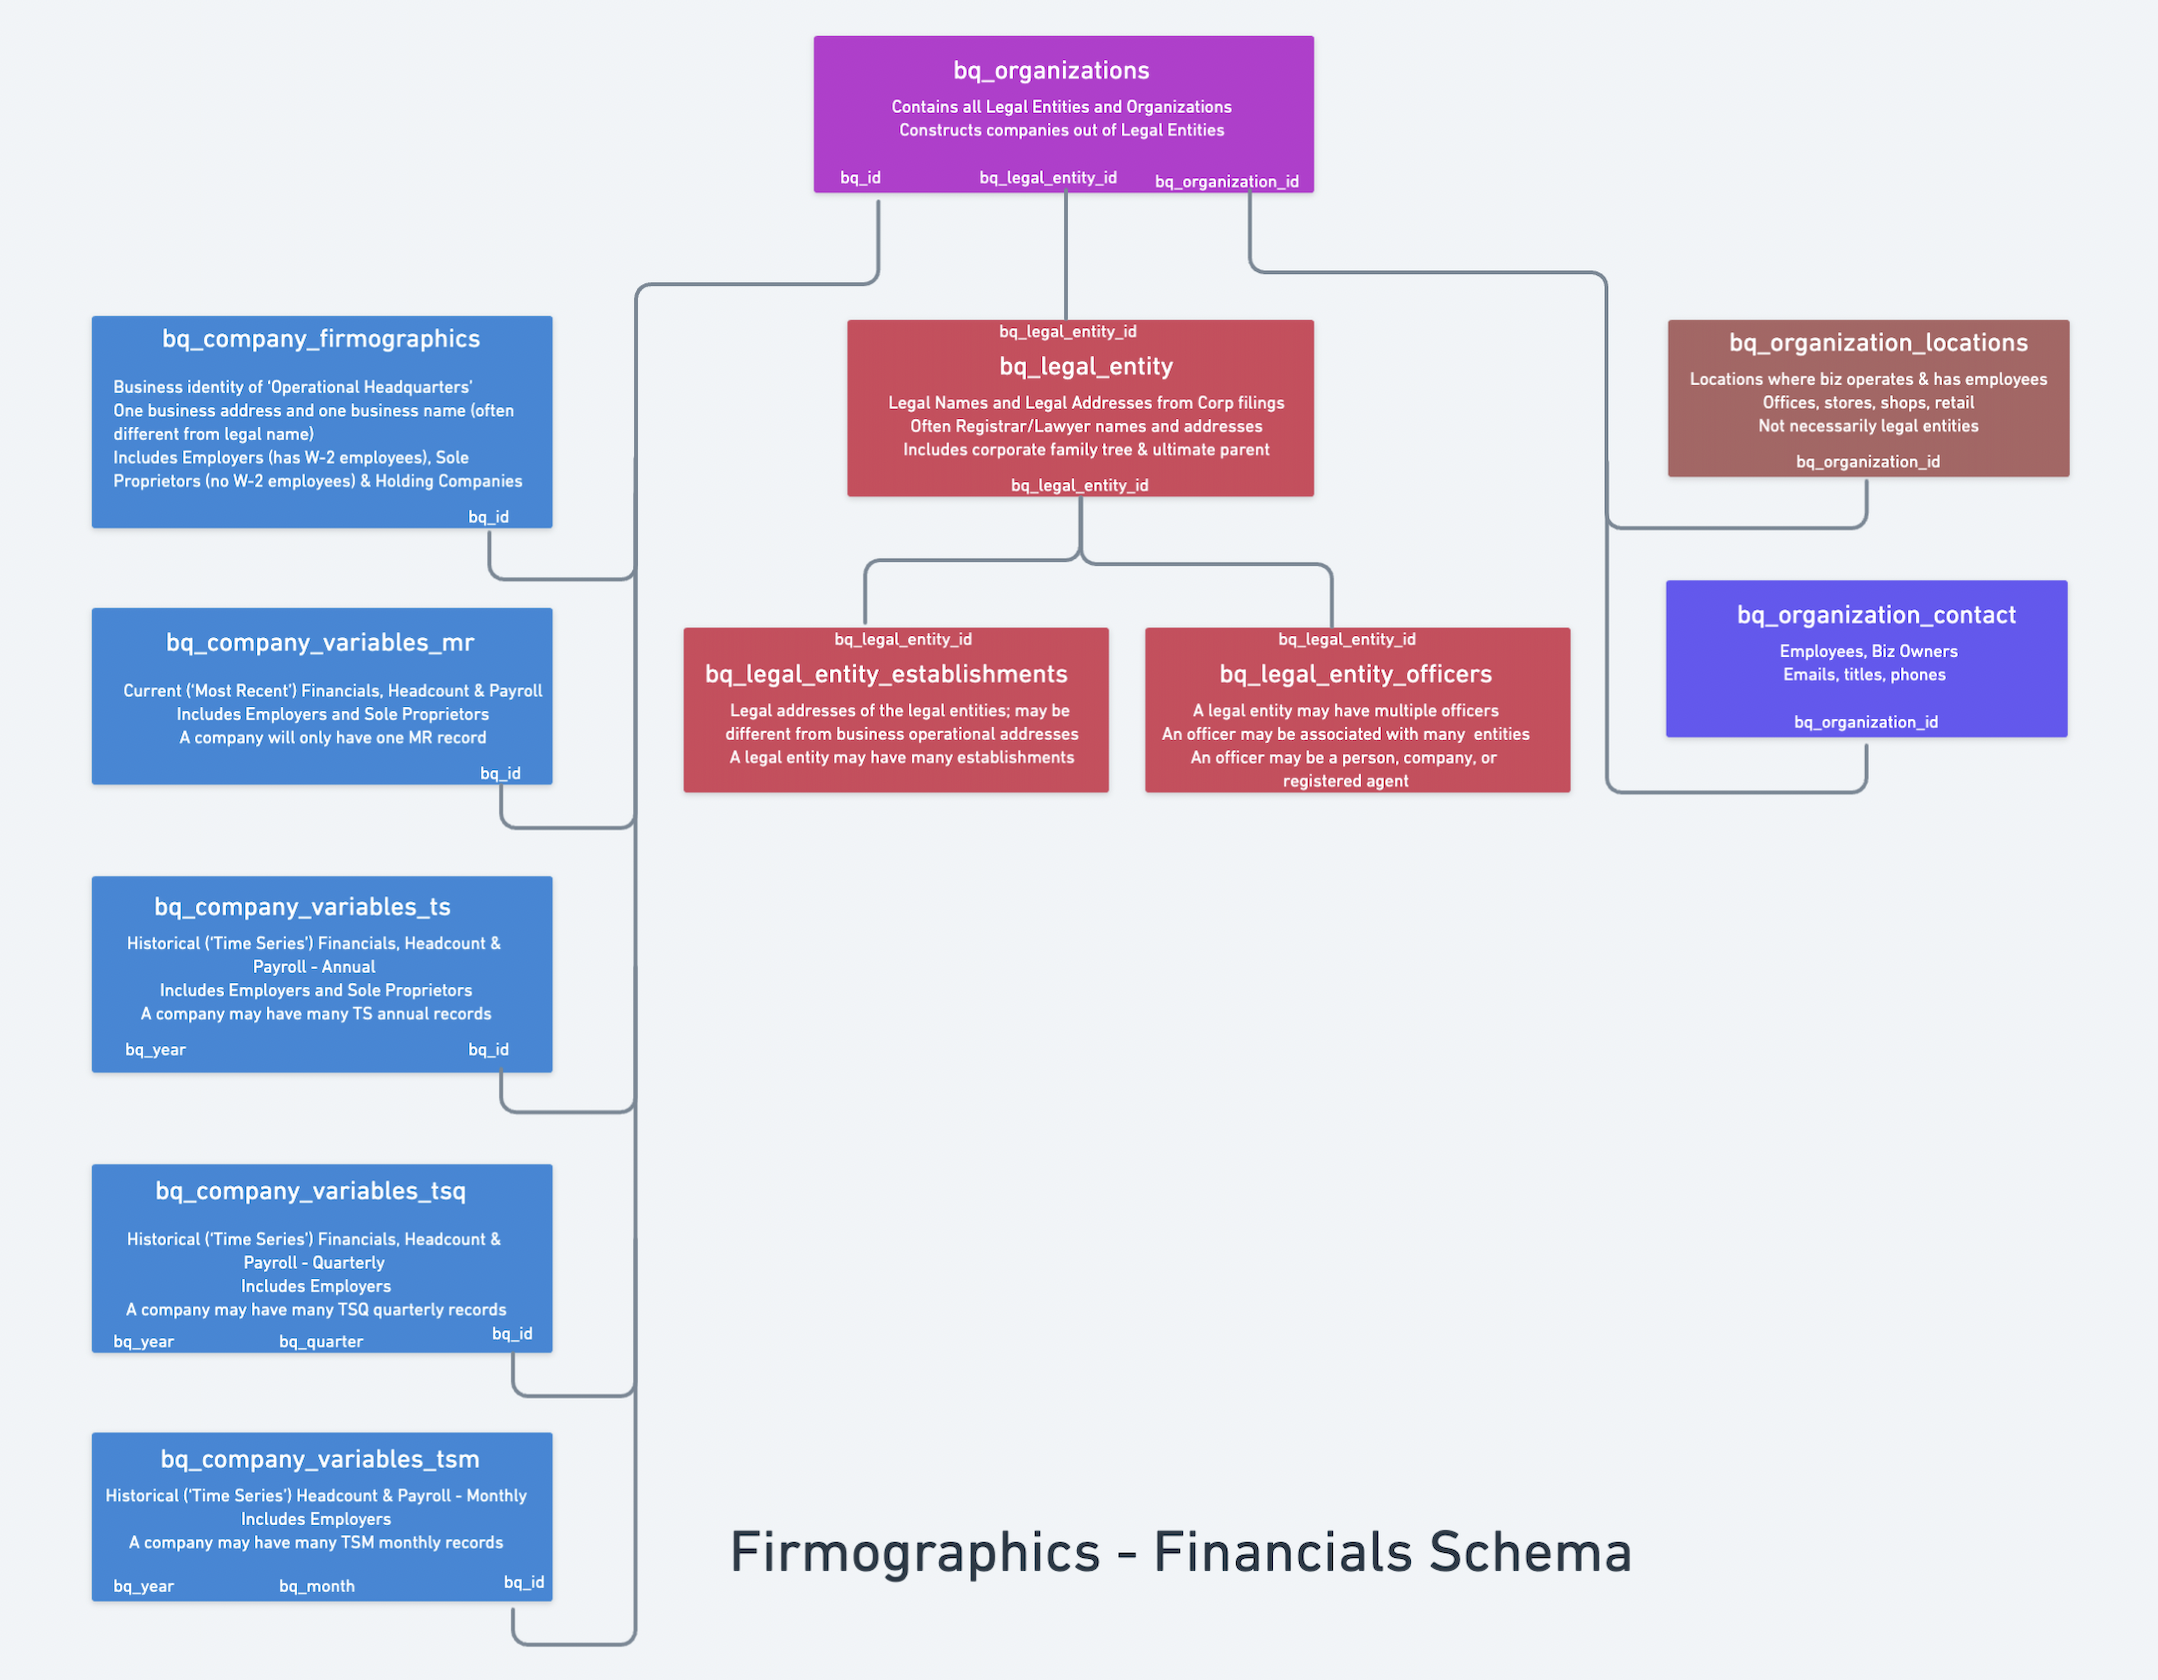 bq_organizations
Contains all Legal Entities and Organizations
Constructs companies out of Legal Entities
bq_id
bq_legal_entity_id
bq_organization_id
bq_company_firmographics
Business identity of ‘Operational Headquarters’
One business address and one business name (often
different from legal name)
Includes Employers (has W-2 employees), Sole
Proprietors (no W-2 employees) & Holding Companies
bq_id
bq_company_variables_mr
Current (‘Most Recent’) Financials, Headcount & Payroll
Includes Employers and Sole Proprietors
A company will only have one MR record
bq_id
bq_company_variables_ts
Historical (‘Time Series’) Financials, Headcount &
Payroll - Annual
Includes Employers and Sole Proprietors
A company may have many TS annual records
bq_year
bq_id
bq_company_variables_tsq
Historical (‘Time Series’) Financials, Headcount &
Payroll - Quarterly
Includes Employers
A company may have many TSQ quarterly records
bq_year
bq_quarter
bq_id
bq_company_variables_tsm
Historical (‘Time Series’) Headcount & Payroll - Monthly
Includes Employers
A company may have many TSM monthly records
bq_year
bq_month
bq_id
bq_legal_entity_id
bq_legal_entity
Legal Names and Legal Addresses from Corp filings
Often Registrar/Lawyer names and addresses
Includes corporate family tree & ultimate parent
bq_legal_entity_id
bq_legal_entity_id
bq_legal_entity_establishments
Legal addresses of the legal entities; may be
different from business operational addresses
A legal entity may have many establishments
bq_legal_entity_id
bq_legal_entity_officers
A legal entity may have multiple officers
An officer may be associated with many entities
An officer may be a person, company, or
registered agent
bq_organization_locations
Locations where biz operates & has employees
Offices, stores, shops, retail
Not necessarily legal entities
bq_organization_id
bq_organization_contact
Employees, Biz Owners
Emails, titles, phones
bq_organization_id
Firmographics - Financials Schema